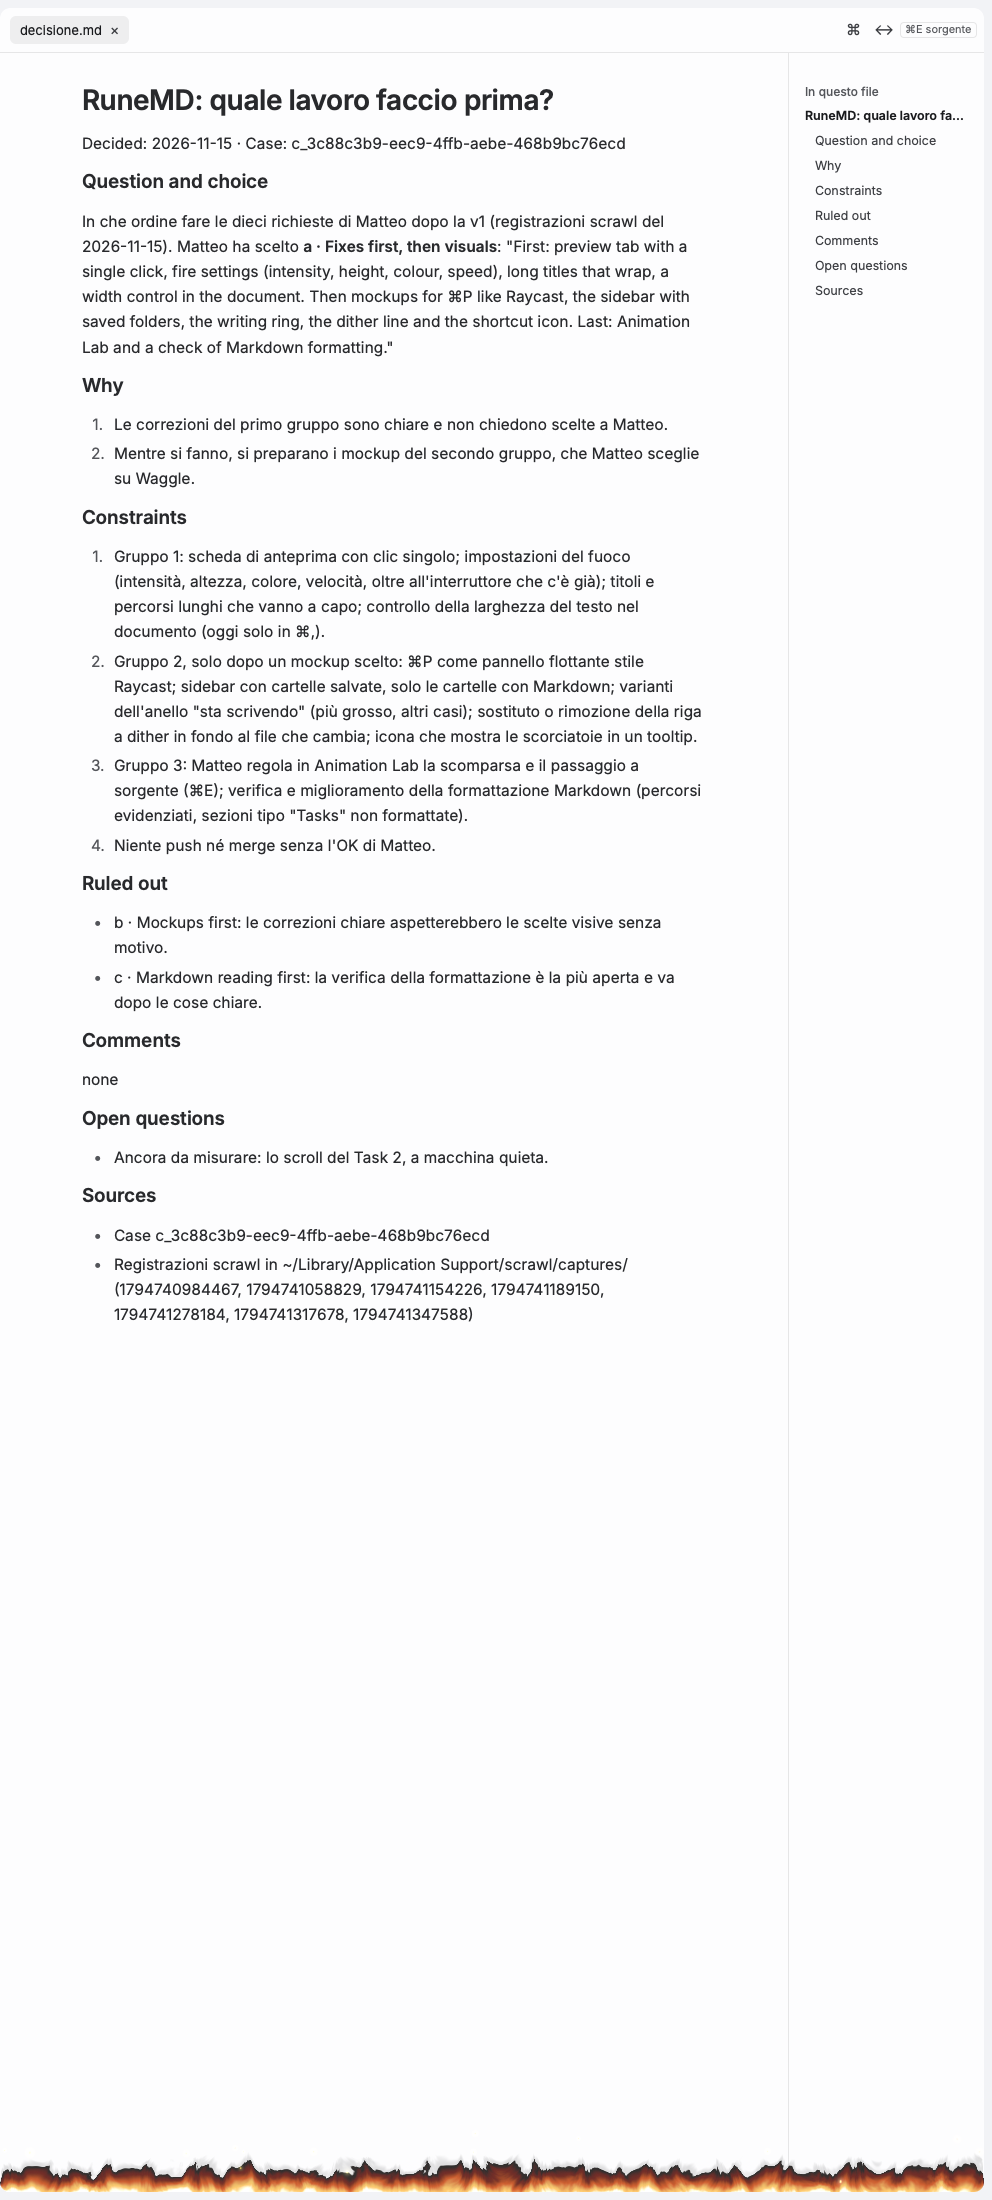 decisione.md ×
⌘ ↔ ⌘E sorgente
RuneMD: quale lavoro faccio prima?
Decided: 2026-11-15 · Case: c_3c88c3b9-eec9-4ffb-aebe-468b9bc76ecd
Question and choice
In che ordine fare le dieci richieste di Matteo dopo la v1 (registrazioni scrawl del
2026-11-15). Matteo ha scelto a · Fixes first, then visuals: "First: preview tab with a
single click, fire settings (intensity, height, colour, speed), long titles that wrap, a
width control in the document. Then mockups for ⌘P like Raycast, the sidebar with
saved folders, the writing ring, the dither line and the shortcut icon. Last: Animation
Lab and a check of Markdown formatting."
Why
1. Le correzioni del primo gruppo sono chiare e non chiedono scelte a Matteo.
2. Mentre si fanno, si preparano i mockup del secondo gruppo, che Matteo sceglie
su Waggle.
Constraints
1. Gruppo 1: scheda di anteprima con clic singolo; impostazioni del fuoco
(intensità, altezza, colore, velocità, oltre all'interruttore che c'è già); titoli e
percorsi lunghi che vanno a capo; controllo della larghezza del testo nel
documento (oggi solo in ⌘,).
2. Gruppo 2, solo dopo un mockup scelto: ⌘P come pannello flottante stile
Raycast; sidebar con cartelle salvate, solo le cartelle con Markdown; varianti
dell'anello "sta scrivendo" (più grosso, altri casi); sostituto o rimozione della riga
a dither in fondo al file che cambia; icona che mostra le scorciatoie in un tooltip.
3. Gruppo 3: Matteo regola in Animation Lab la scomparsa e il passaggio a
sorgente (⌘E); verifica e miglioramento della formattazione Markdown (percorsi
evidenziati, sezioni tipo "Tasks" non formattate).
4. Niente push né merge senza l'OK di Matteo.
Ruled out
• b · Mockups first: le correzioni chiare aspetterebbero le scelte visive senza
motivo.
• c · Markdown reading first: la verifica della formattazione è la più aperta e va
dopo le cose chiare.
Comments
none
Open questions
• Ancora da misurare: lo scroll del Task 2, a macchina quieta.
Sources
• Case c_3c88c3b9-eec9-4ffb-aebe-468b9bc76ecd
• Registrazioni scrawl in ~/Library/Application Support/scrawl/captures/
(1794740984467, 1794741058829, 1794741154226, 1794741189150,
1794741278184, 1794741317678, 1794741347588)
In questo file
RuneMD: quale lavoro fa...
Question and choice
Why
Constraints
Ruled out
Comments
Open questions
Sources